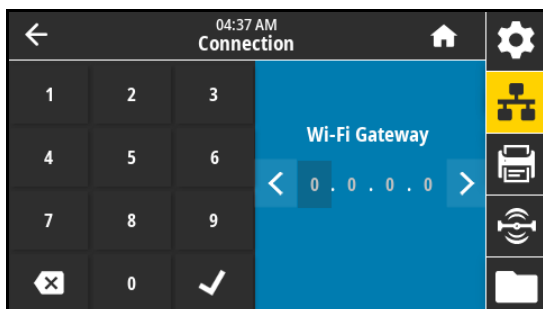 04:37 AM
Connection
1 2 3
4 5 6
7 8 9
0
Wi-Fi Gateway
0 . 0 . 0 . 0